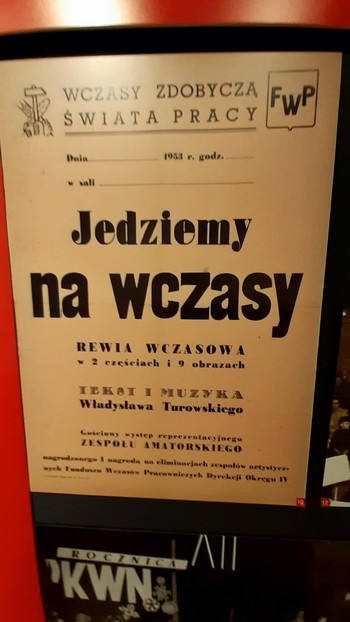 WCZASY ZDOBYCZĄ
ŚWIATA PRACY
FWP
Dnia 1953 r. godz.
w sali
Jedziemy
na wczasy
REWIA WCZASOWA
w 2 częściach i 9 obrazach
TEKST I MUZYKA
Władysława Turowskiego
Gościnny występ reprezentacyjnego
ZESPOŁU AMATORSKIEGO
nagrodzonego I nagrodą na eliminacjach zespołów artystycz-
nych Funduszu Wczasów Pracowniczych Dyrekcji Okręgu IV
ROCZNICA
PKWN